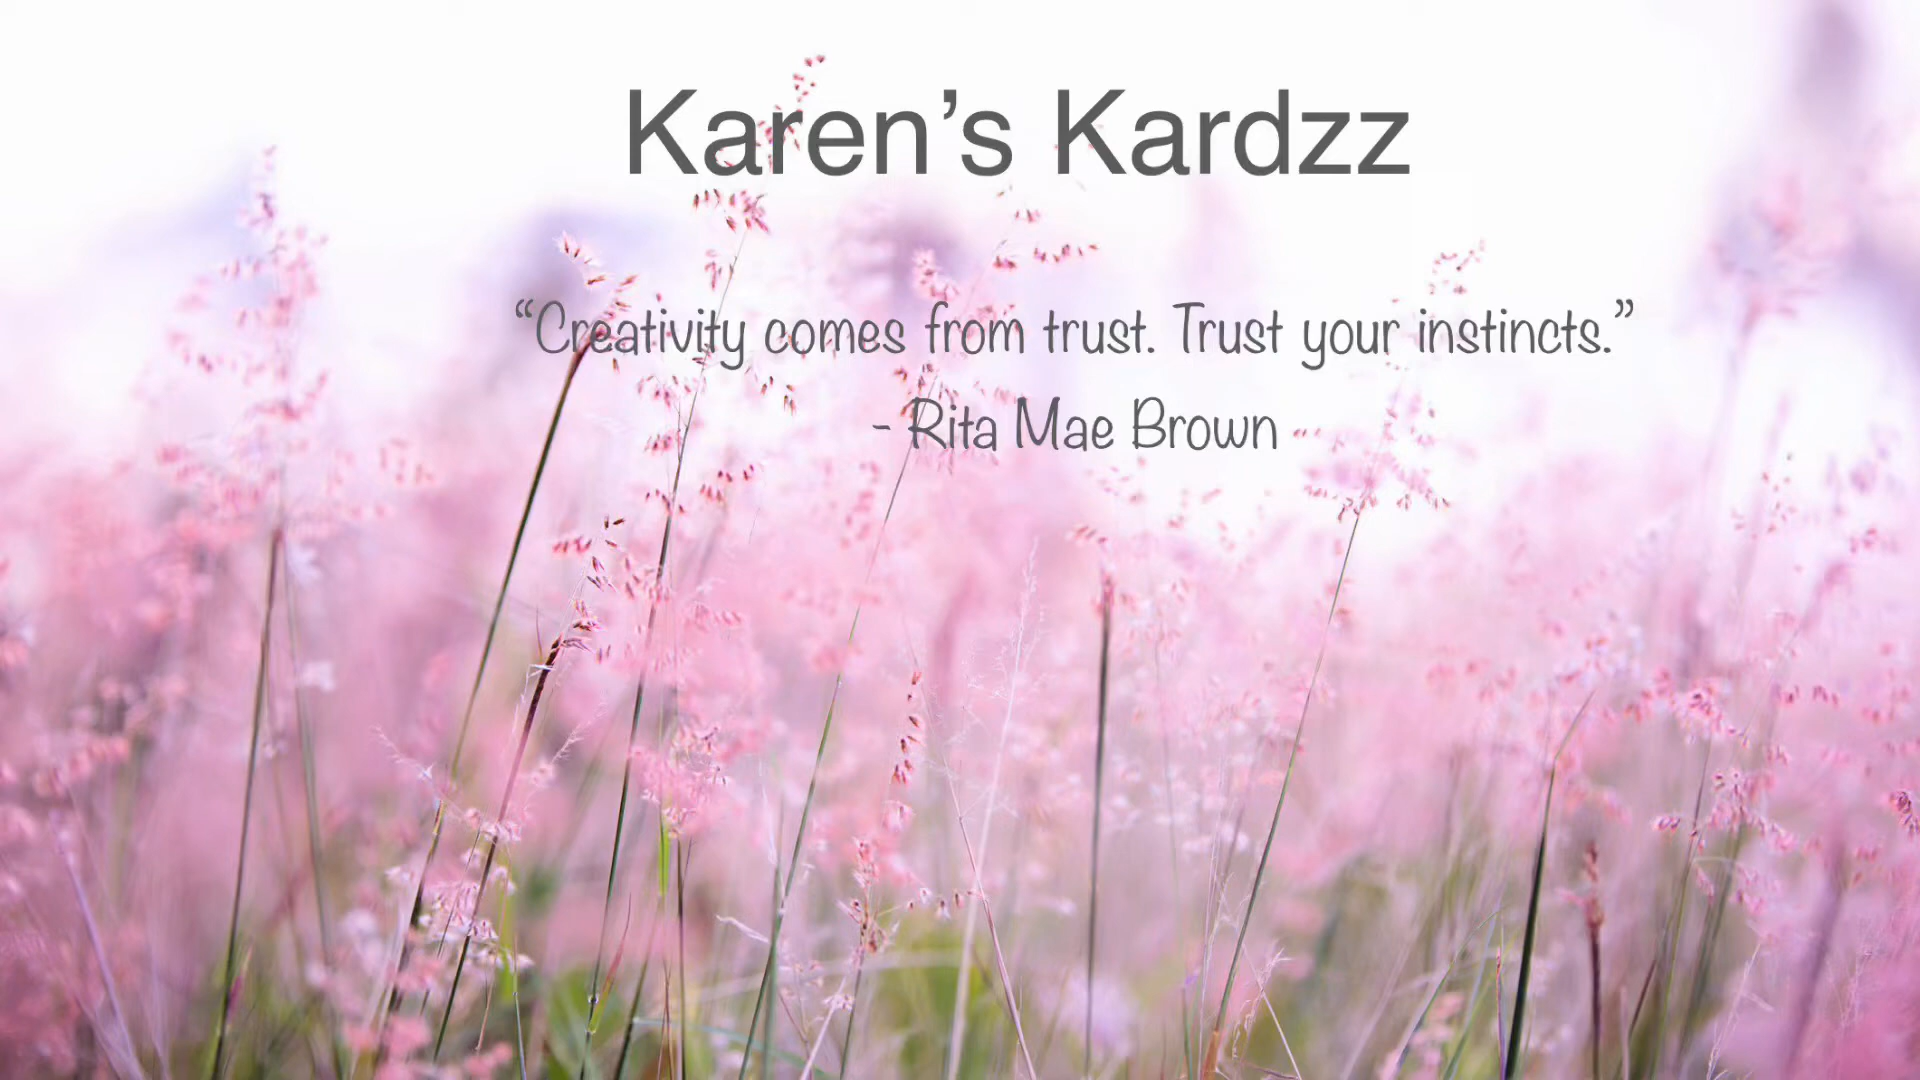 Karen’s Kardzz
“Creativity comes from trust. Trust your instincts.”
- Rita Mae Brown